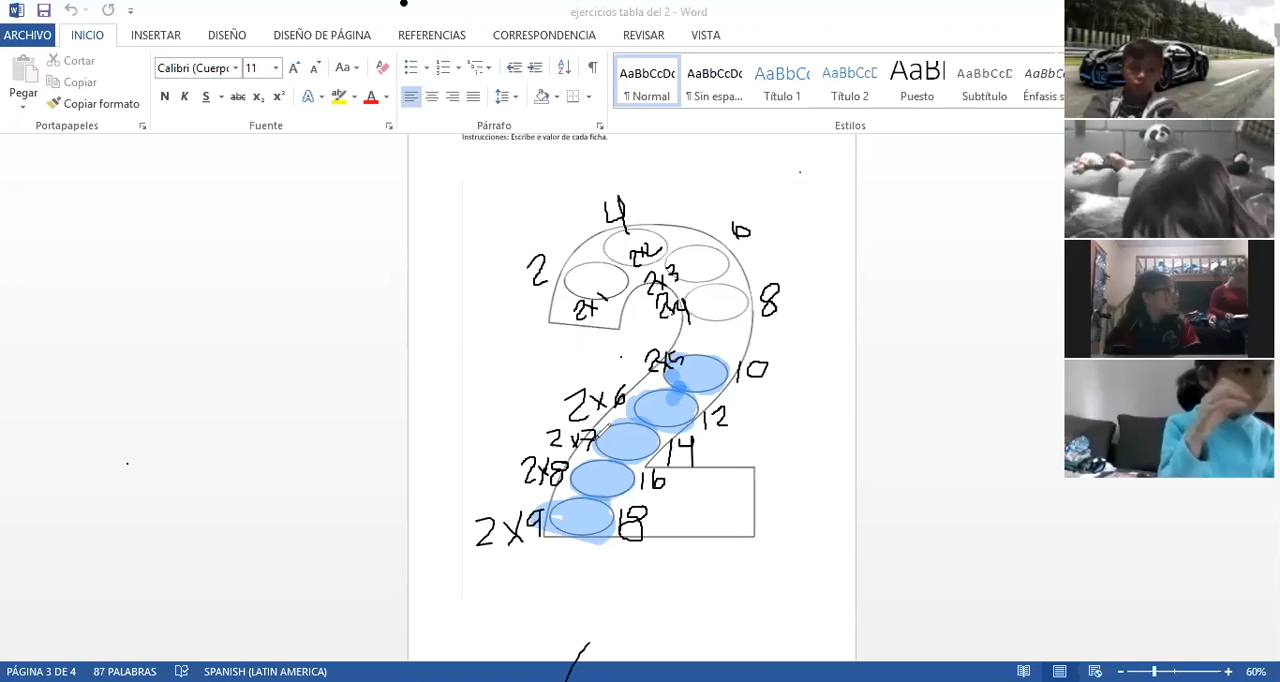 ejercicios tabla del 2 - Word
ARCHIVO INICIO INSERTAR DISEÑO DISEÑO DE PÁGINA REFERENCIAS CORRESPONDENCIA REVISAR VISTA
Pegar
Cortar
Copiar
Copiar formato
Portapapeles
Calibri (Cuerpo 11
N K S abc x₂ x²
Fuente
Párrafo
AaBbCcDc AaBbCcDc AaBbCc AaBbCcD AaBl AaBbCcD AaBbCc
¶ Normal ¶ Sin espa... Título 1 Título 2 Puesto Subtítulo Énfasis s
Estilos
Instrucciones: Escribe e valor de cada ficha.
4
6
2
2x2
2x3
2x1
2x4
8
2x5
10
2x6
12
2x7
14
2x8
16
2x9
18
PÁGINA 3 DE 4 87 PALABRAS SPANISH (LATIN AMERICA) 60%